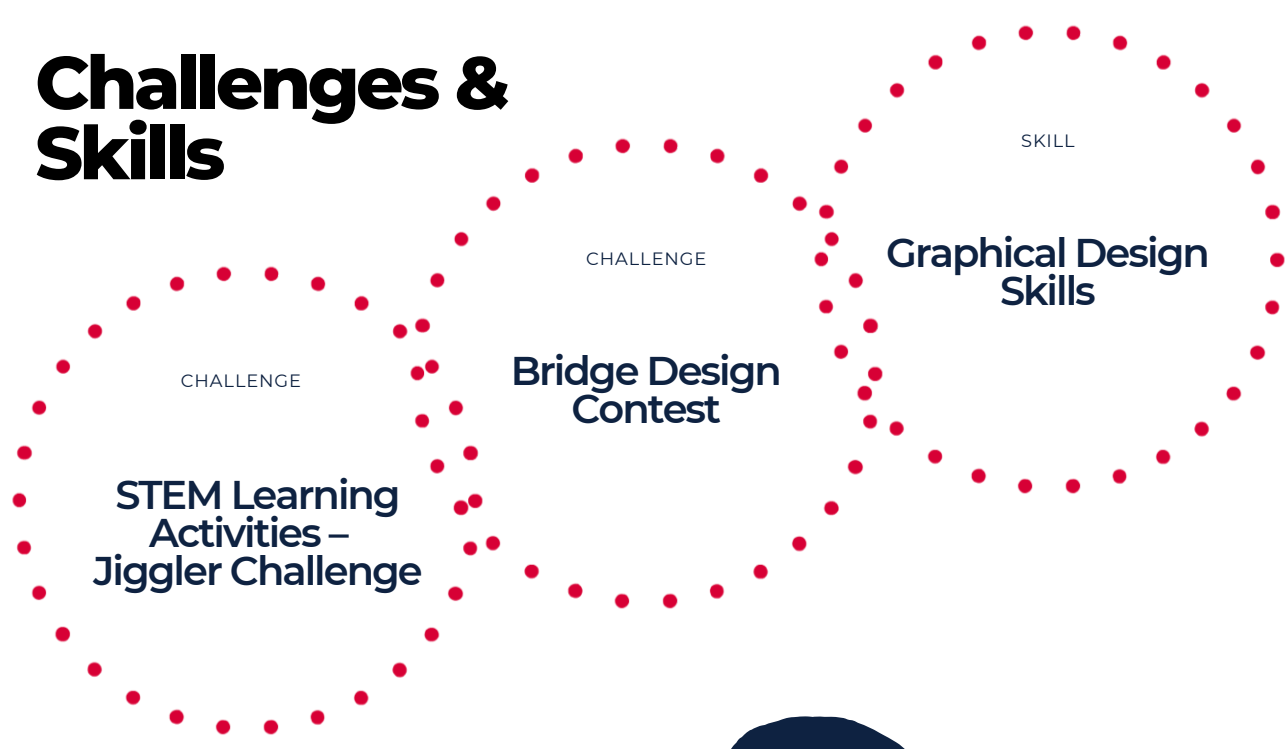 Challenges &
Skills
CHALLENGE
STEM Learning
Activities –
Jiggler Challenge
CHALLENGE
Bridge Design
Contest
SKILL
Graphical Design
Skills